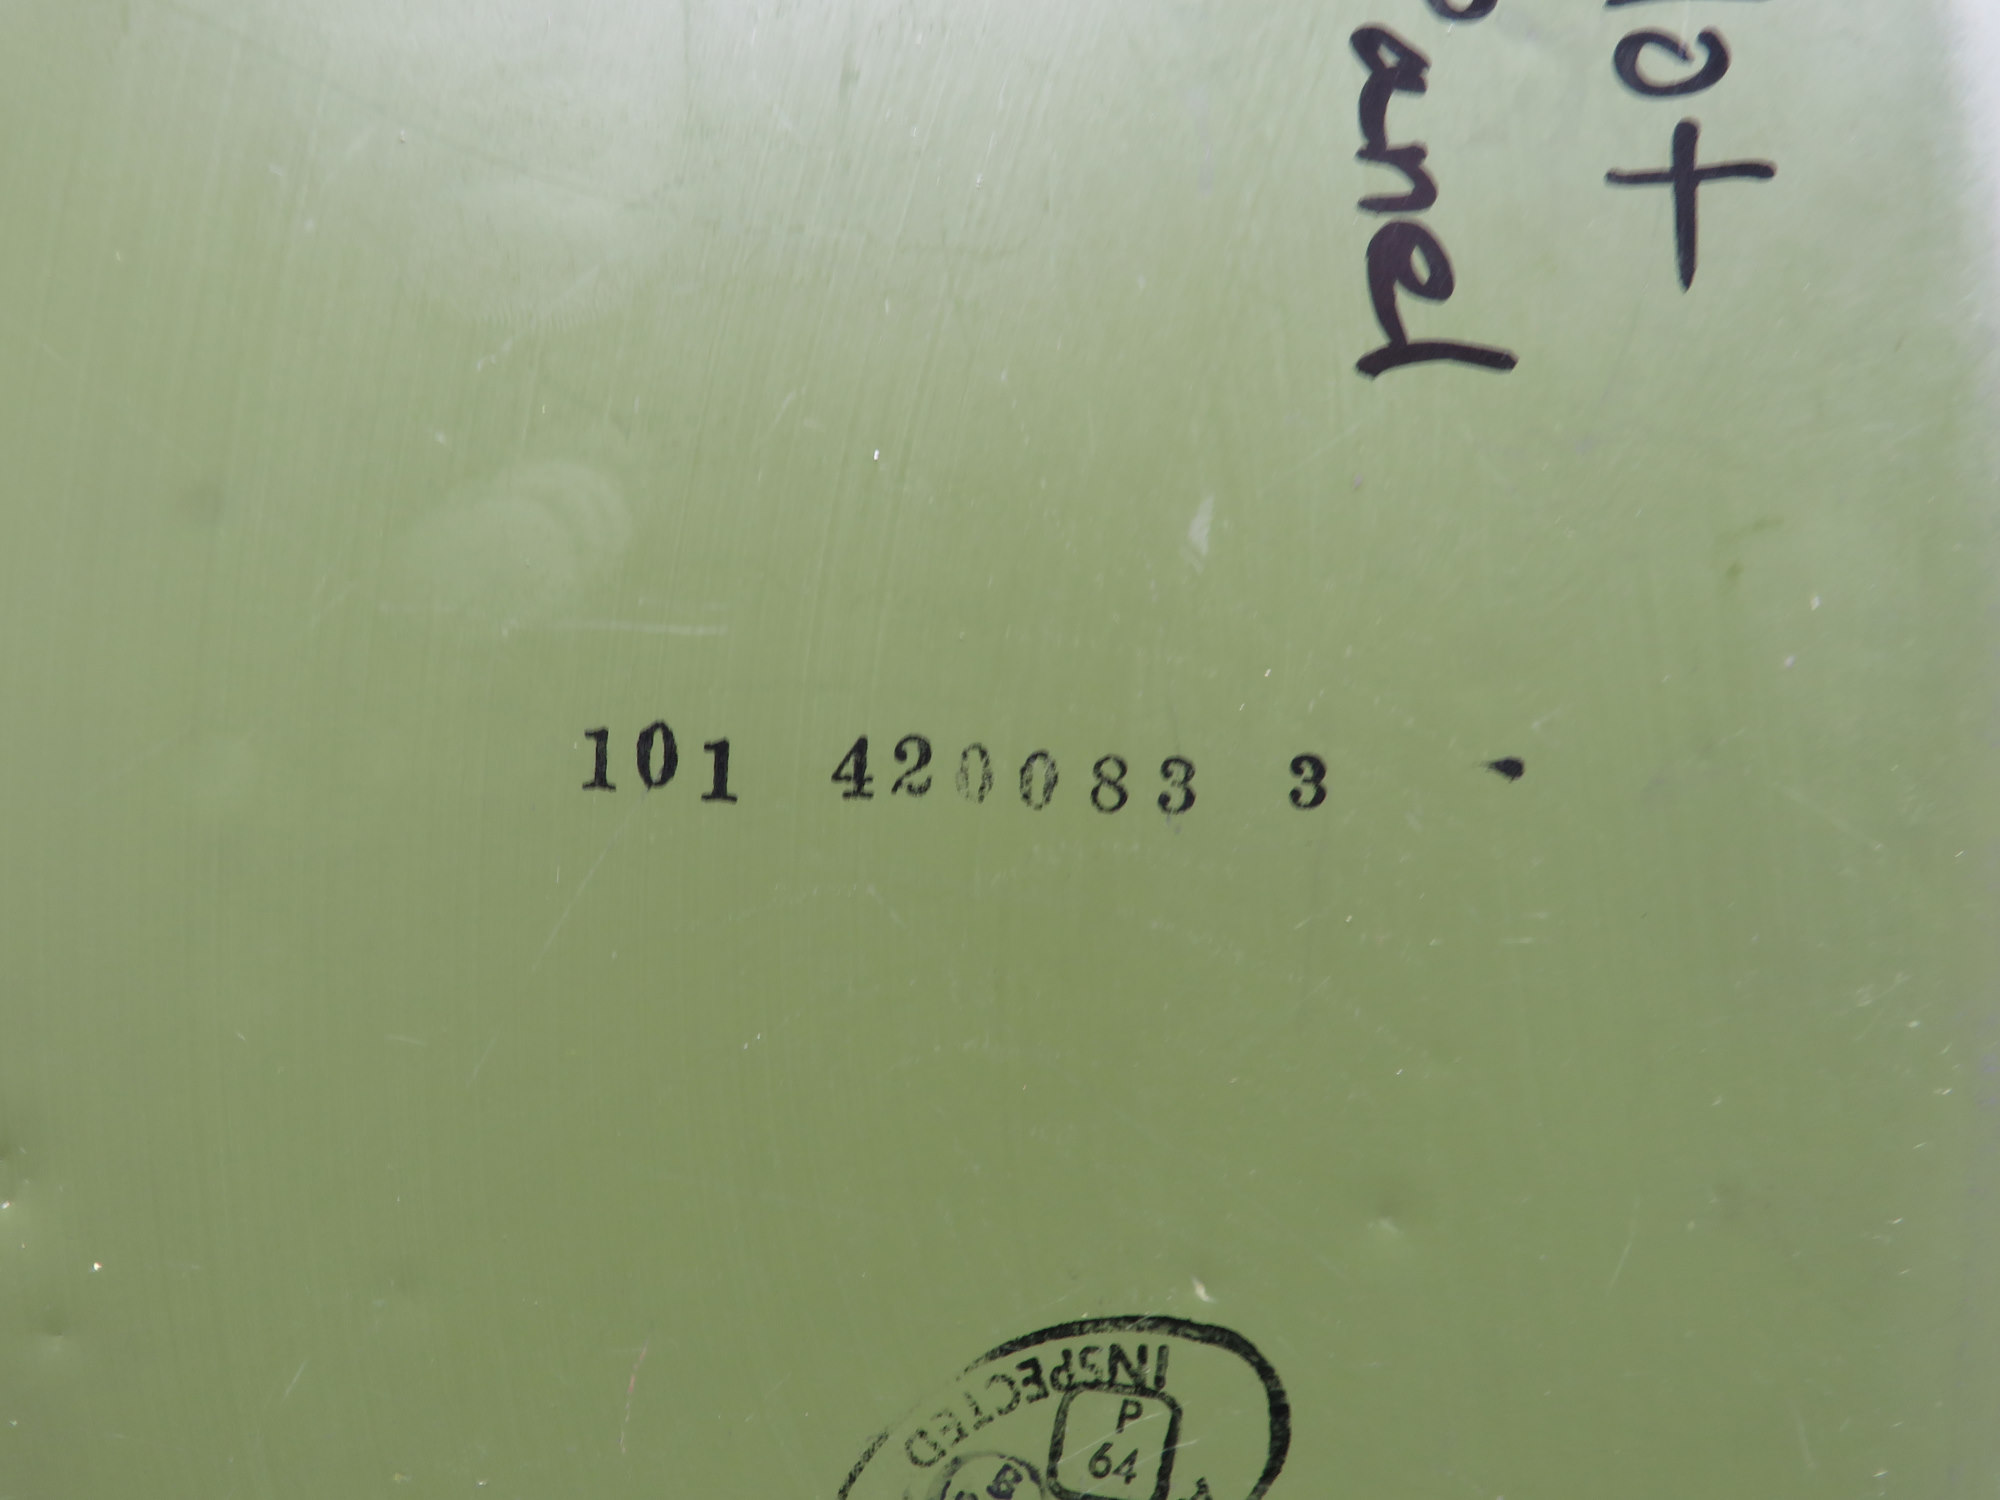 anel
101 420083 3
INSPECTED
P
64